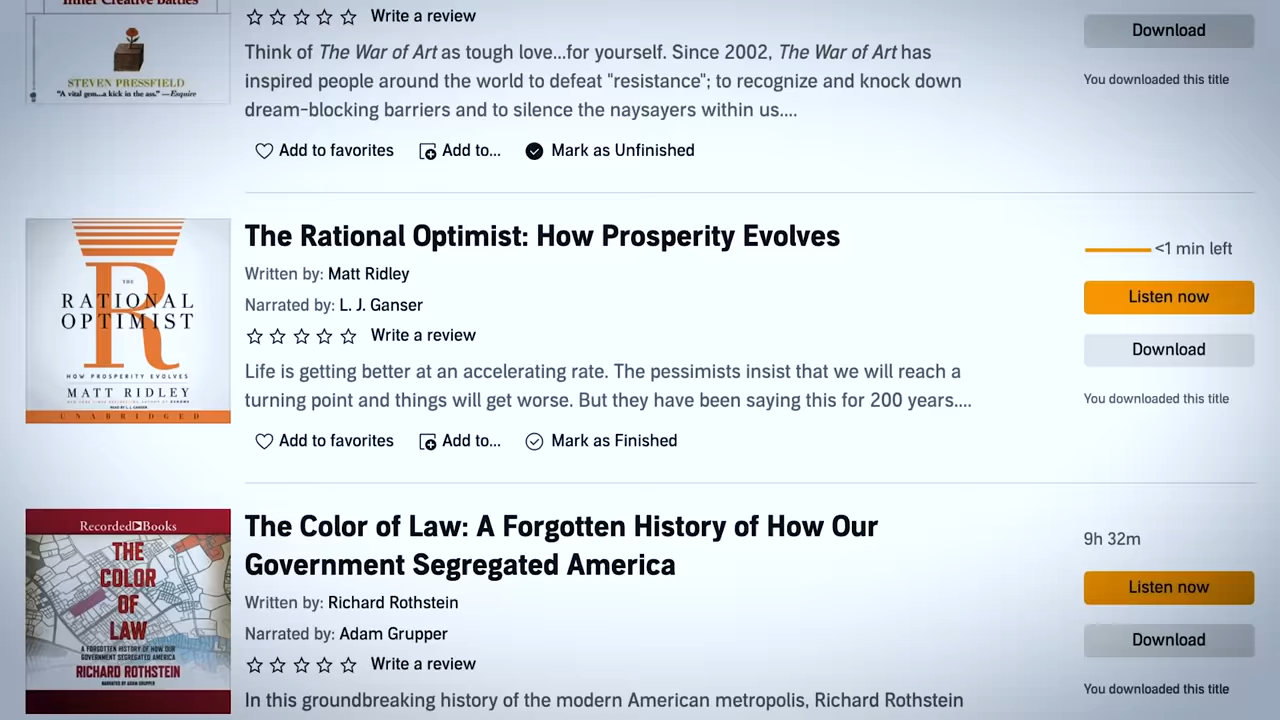 Inner Creative Battles
STEVEN PRESSFIELD
"A vital gem...a kick in the ass." —Esquire
Write a review
Think of The War of Art as tough love...for yourself. Since 2002, The War of Art has
inspired people around the world to defeat "resistance"; to recognize and knock down
dream-blocking barriers and to silence the naysayers within us....
Add to favorites
Add to...
Mark as Unfinished
Download
You downloaded this title
THE
RATIONAL
OPTIMIST
R
HOW PROSPERITY EVOLVES
MATT RIDLEY
READ BY L. J. GANSER
UNABRIDGED
The Rational Optimist: How Prosperity Evolves
Written by: Matt Ridley
Narrated by: L. J. Ganser
Write a review
Life is getting better at an accelerating rate. The pessimists insist that we will reach a
turning point and things will get worse. But they have been saying this for 200 years....
Add to favorites
Add to...
Mark as Finished
<1 min left
Listen now
Download
You downloaded this title
Recorded Books
THE
COLOR
OF
LAW
A FORGOTTEN HISTORY OF HOW OUR
GOVERNMENT SEGREGATED AMERICA
RICHARD ROTHSTEIN
NARRATED BY ADAM GRUPPER
The Color of Law: A Forgotten History of How Our
Government Segregated America
Written by: Richard Rothstein
Narrated by: Adam Grupper
Write a review
In this groundbreaking history of the modern American metropolis, Richard Rothstein
9h 32m
Listen now
Download
You downloaded this title